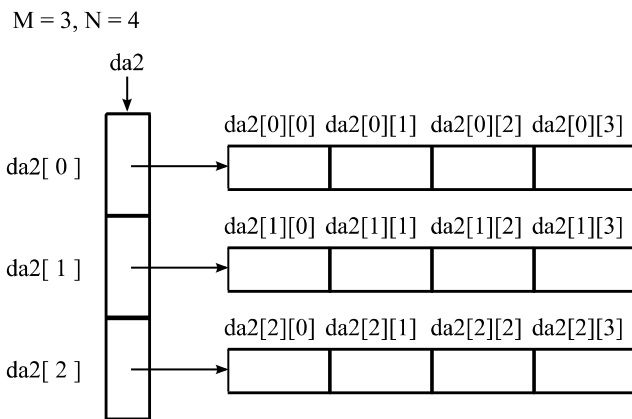 M = 3, N = 4
da2
da2[0][0] da2[0][1] da2[0][2] da2[0][3]
da2[ 0 ]
da2[1][0] da2[1][1] da2[1][2] da2[1][3]
da2[ 1 ]
da2[2][0] da2[2][1] da2[2][2] da2[2][3]
da2[ 2 ]